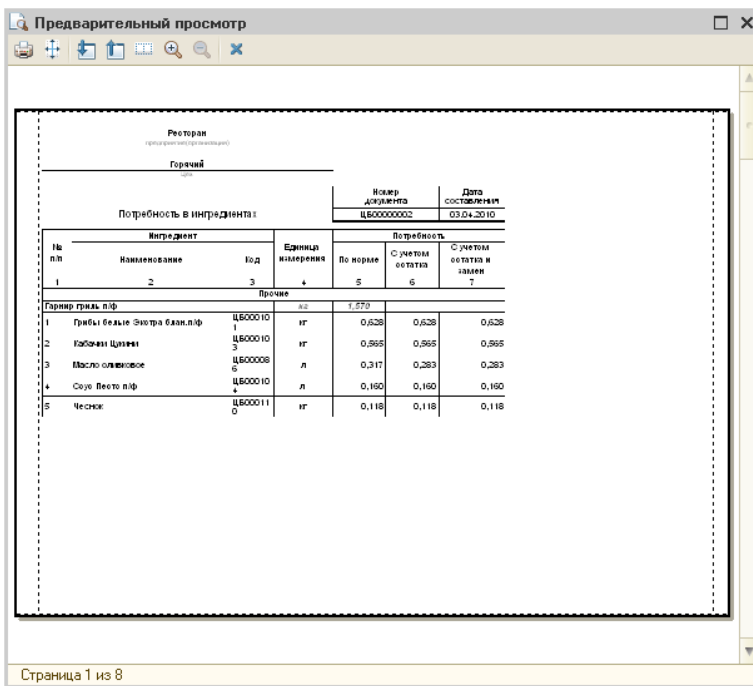 Предварительный просмотр
Ресторан
предприятие(организация)
Горячий
Цех
Номер документа Дата составления
Потребность в ингредиентах ЦБ00000002 03.04.2010
№ п/п Ингредиент Единица измерения Потребность
Наименование Код По норме С учетом остатка С учетом остатка и замен
1 2 3 4 5 6 7
Прочие
Гарнир гриль п/ф кг 1,570
1 Грибы белые Экстра блан.п/ф ЦБ000101 кг 0,628 0,628 0,628
2 Кабачки Цукини ЦБ000103 кг 0,565 0,565 0,565
3 Масло оливковое ЦБ000086 л 0,317 0,283 0,283
4 Соус Песто п/ф ЦБ000104 л 0,160 0,160 0,160
5 Чеснок ЦБ000110 кг 0,118 0,118 0,118
Страница 1 из 8